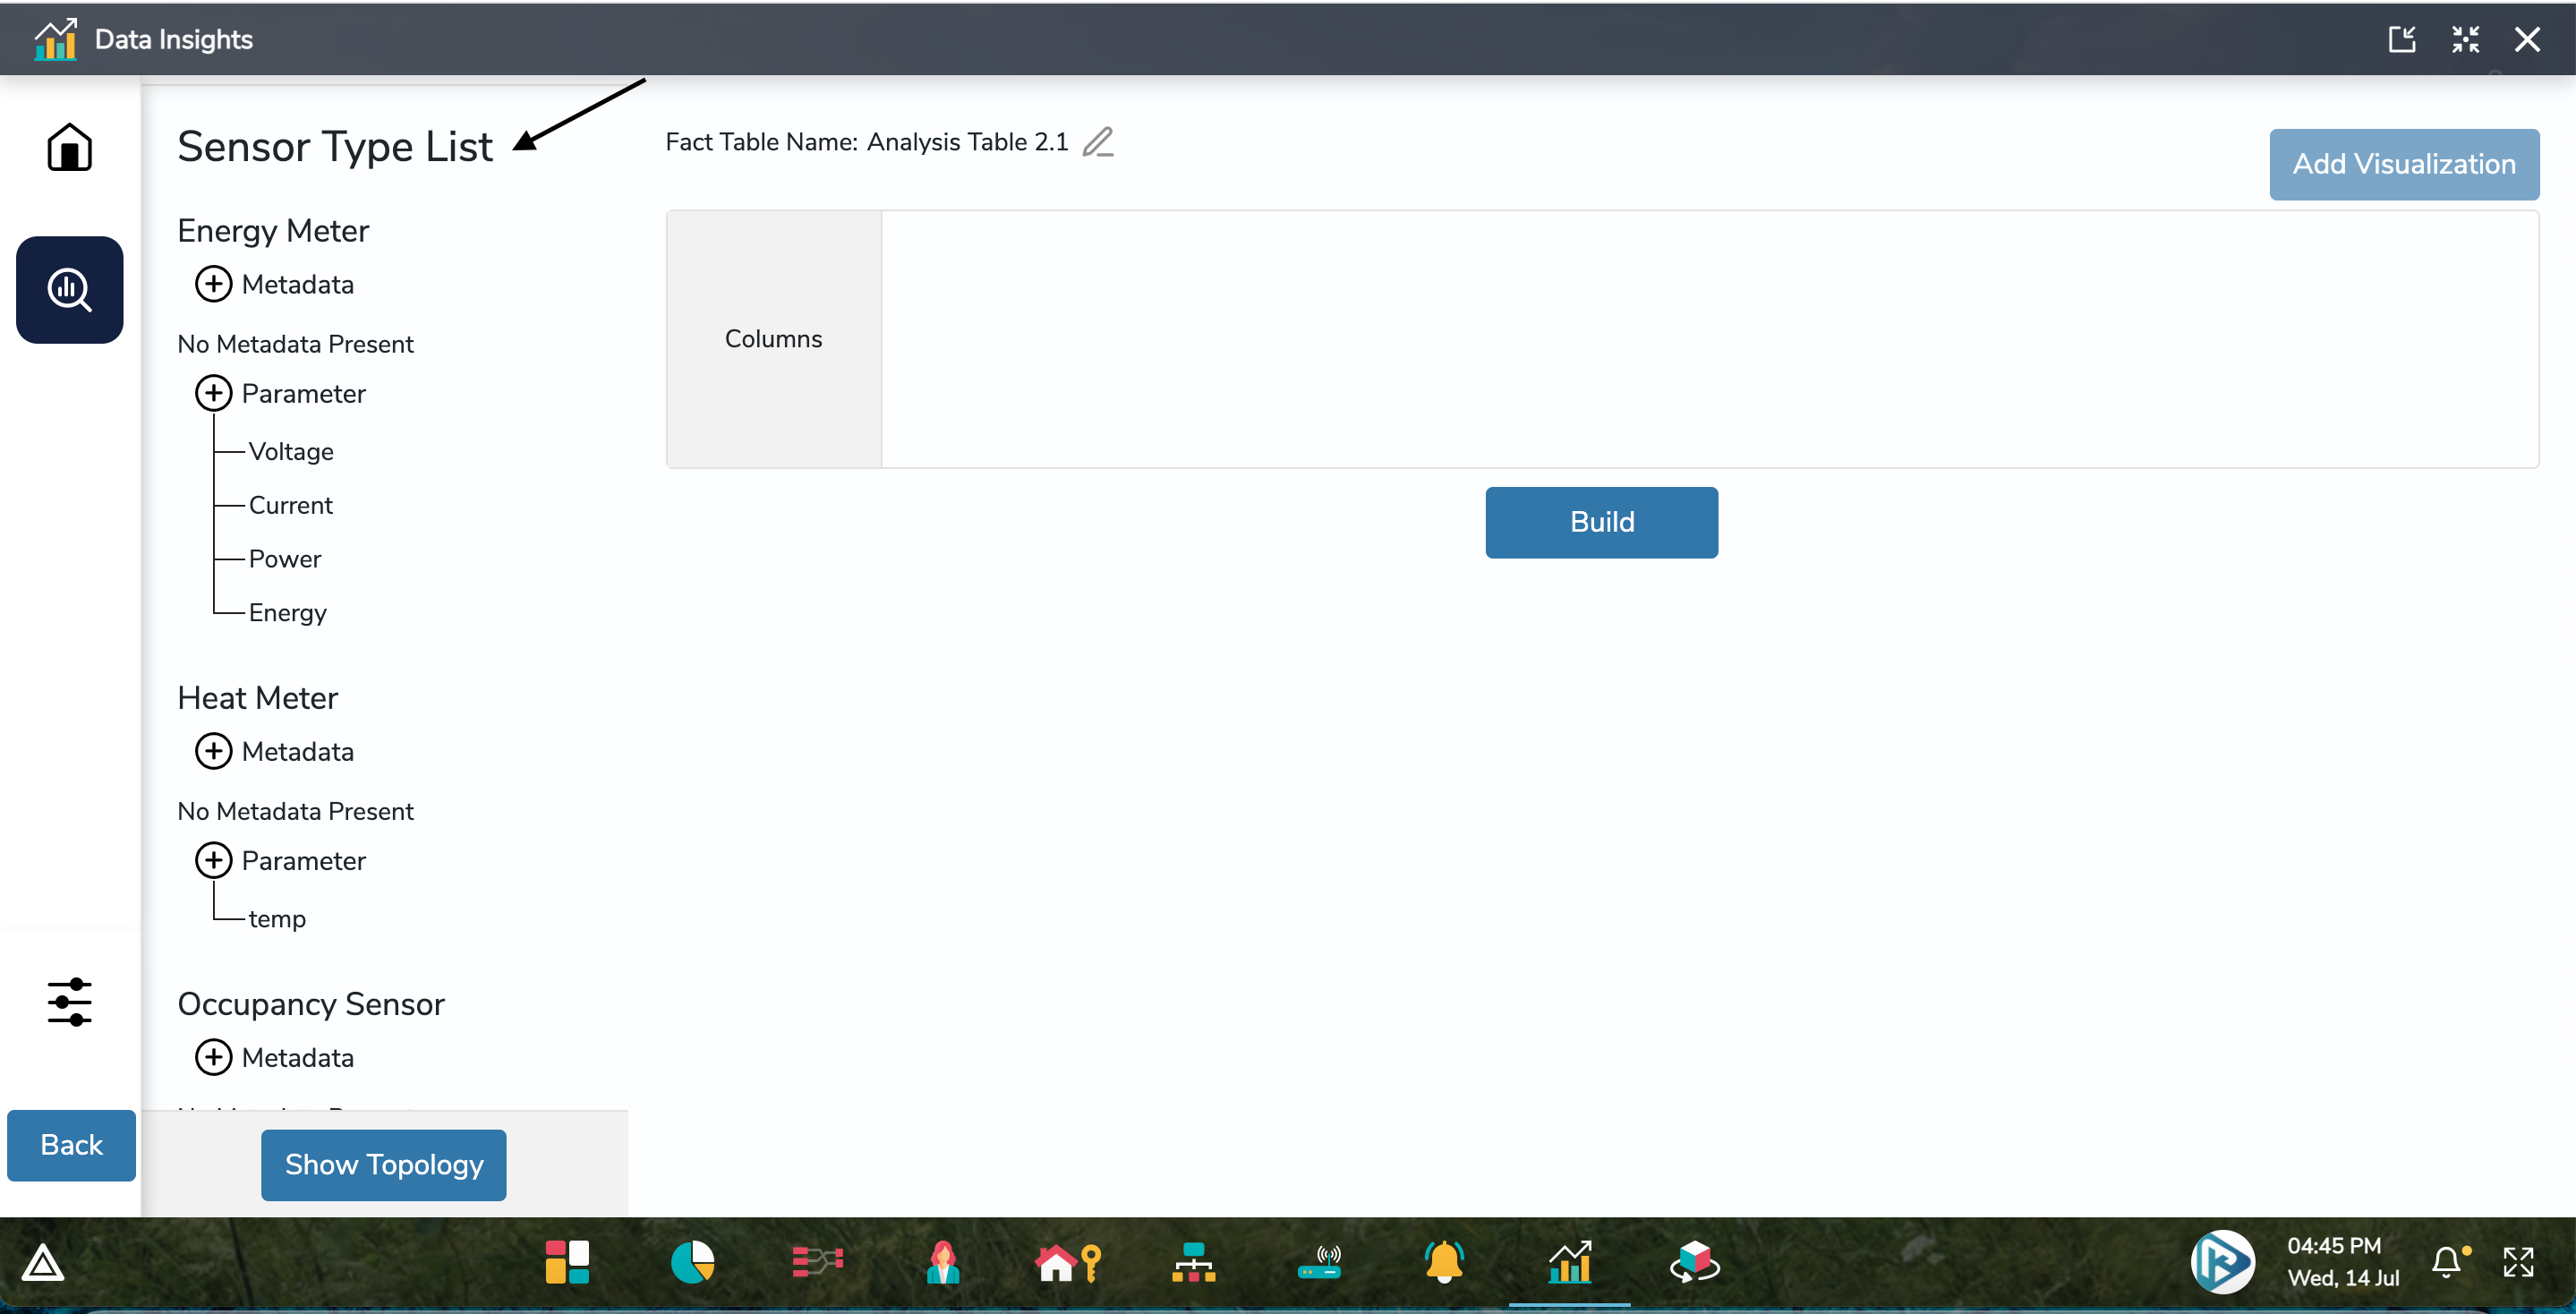 Data Insights
Sensor Type List
Energy Meter
Metadata
No Metadata Present
Parameter
Voltage
Current
Power
Energy
Heat Meter
Metadata
No Metadata Present
Parameter
temp
Occupancy Sensor
Metadata
Show Topology
Back
Fact Table Name: Analysis Table 2.1
Add Visualization
Columns
Build
04:45 PM
Wed, 14 Jul